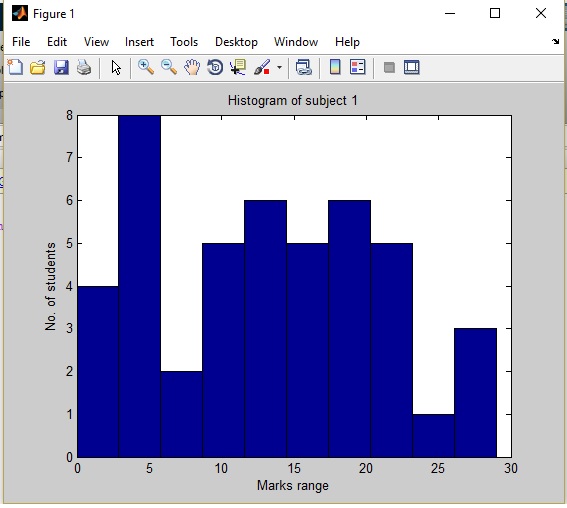 Figure 1
File Edit View Insert Tools Desktop Window Help
Histogram of subject 1
8
7
6
5
4
3
2
1
0
No. of students
0 5 10 15 20 25 30
Marks range